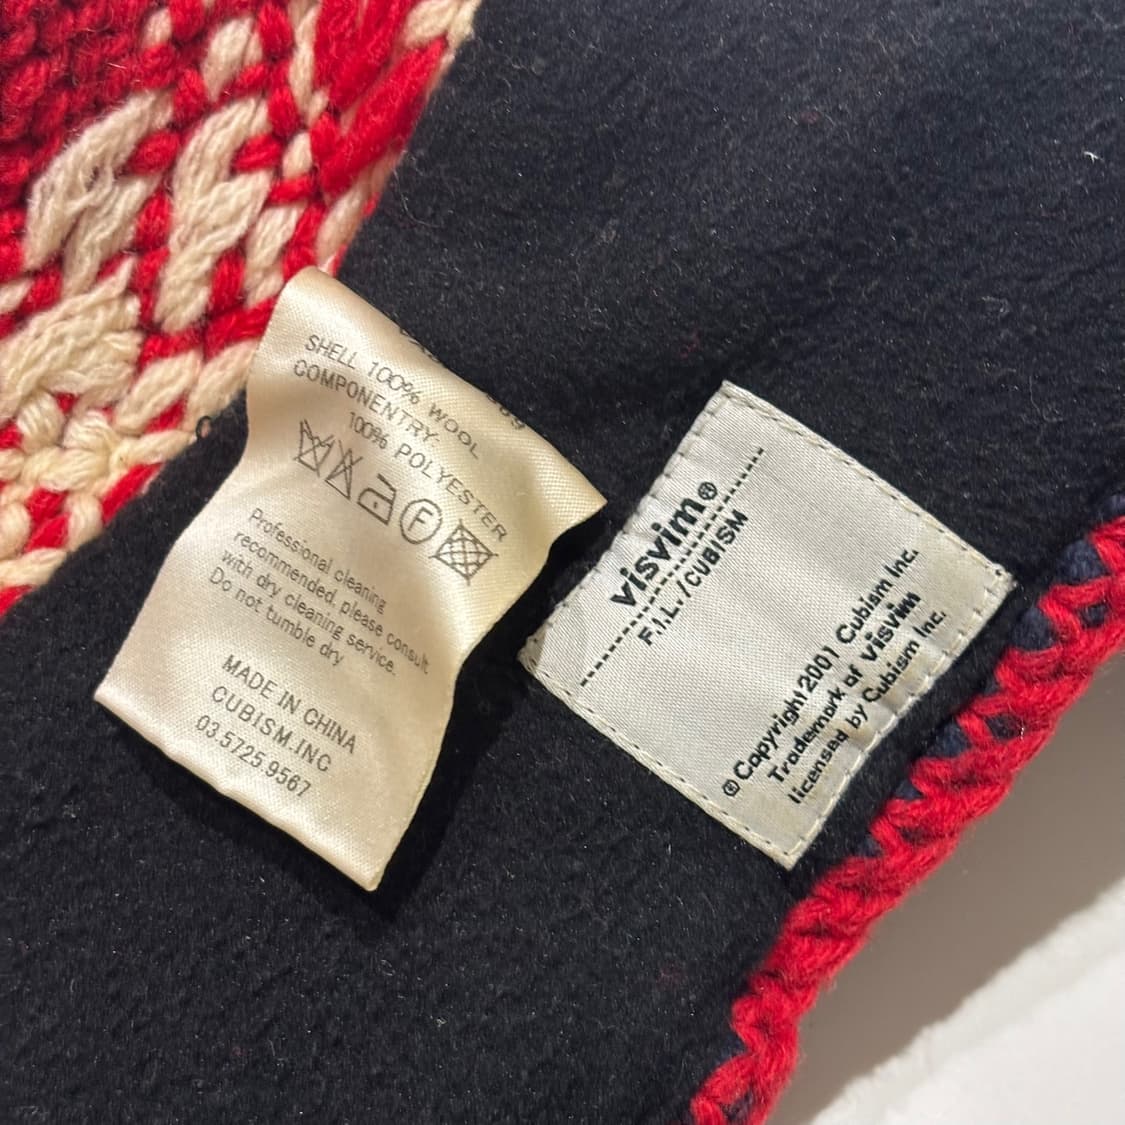 SHELL 100% WOOL
COMPONENTRY:
100% POLYESTER
F
Professional cleaning
recommended, please consult
with dry cleaning service.
Do not tumble dry
MADE IN CHINA
CUBISM.INC
03.5725.9567
visvim®
F.I.L./CUBISM
© Copyright 2001 Cubism Inc.
Trademark of visvim
licensed by Cubism Inc.